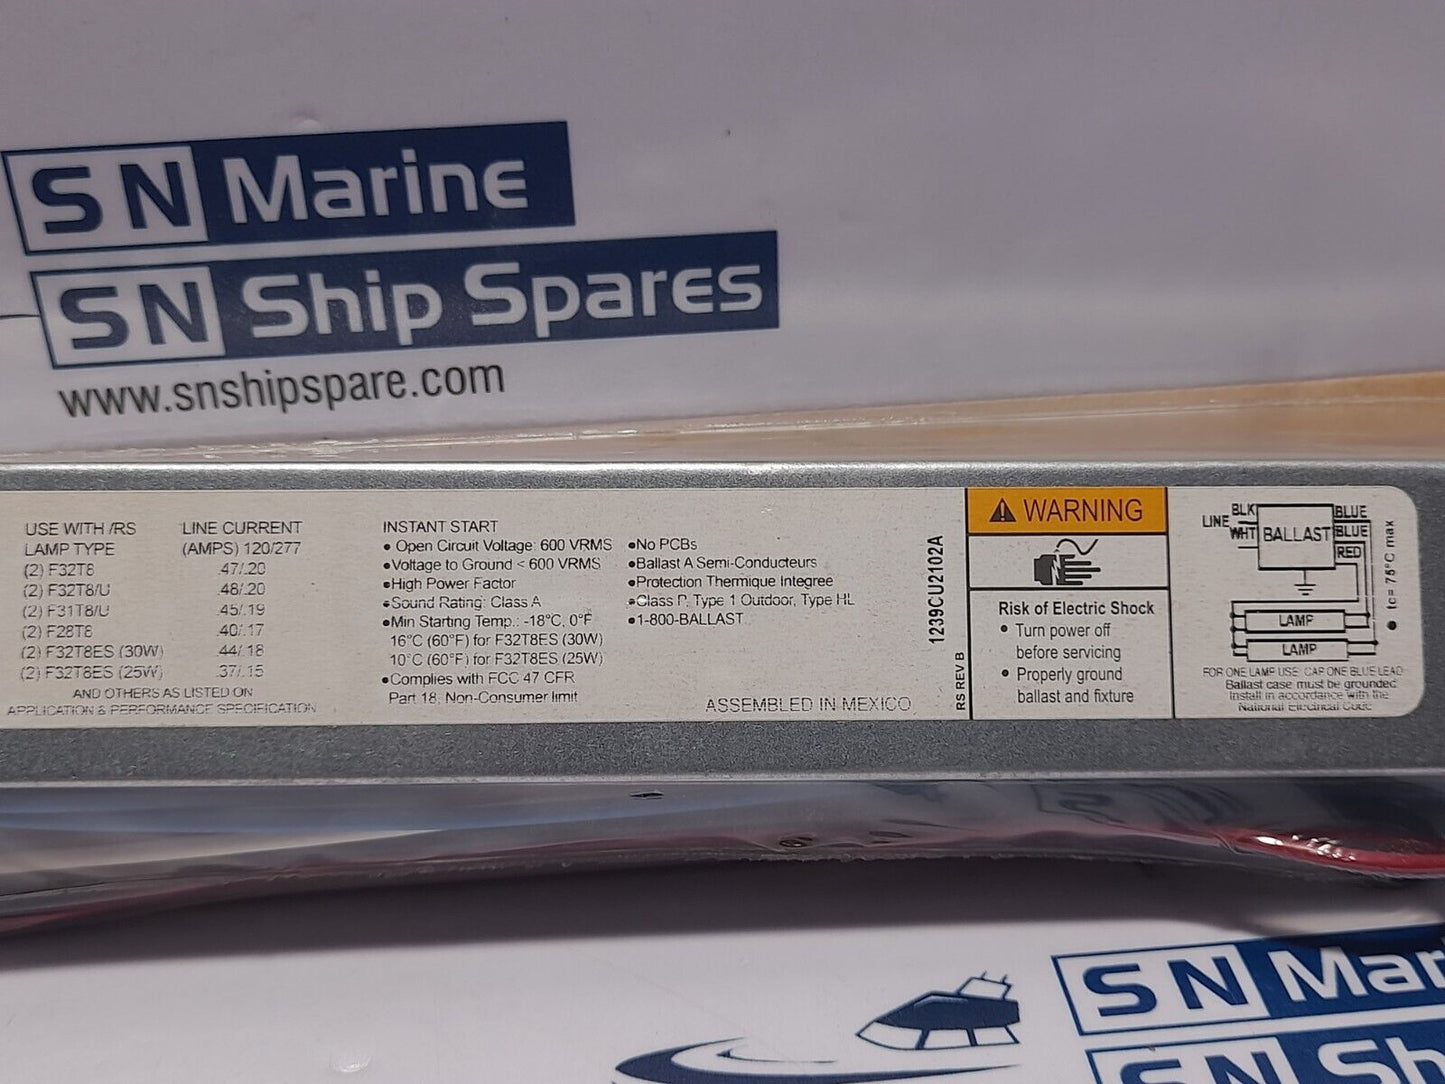 SN Marine
SN Ship Spares
www.snshipspare.com
USE WITH /RS
LAMP TYPE
LINE CURRENT
(AMPS) 120/277
(2) F32T8 .47/.20
(2) F32T8/U .48/.20
(2) F31T8/U .45/.19
(2) F28T8 .40/.17
(2) F32T8ES (30W) .44/.18
(2) F32T8ES (25W) .37/.15
AND OTHERS AS LISTED ON
APPLICATION & PERFORMANCE SPECIFICATION
INSTANT START
• Open Circuit Voltage: 600 VRMS
•Voltage to Ground < 600 VRMS
•High Power Factor
•Sound Rating: Class A
•Min Starting Temp.: -18°C, 0°F
16°C (60°F) for F32T8ES (30W)
10°C (60°F) for F32T8ES (25W)
•Complies with FCC 47 CFR
Part 18, Non-Consumer limit
•No PCBs
•Ballast A Semi-Conducteurs
•Protection Thermique Integree
•Class P, Type 1 Outdoor, Type HL
•1-800-BALLAST
ASSEMBLED IN MEXICO
1239CU2102A
RS REV B
WARNING
Risk of Electric Shock
• Turn power off
before servicing
• Properly ground
ballast and fixture
LINE
BLK
WHT
BALLAST
BLUE
BLUE
RED
LAMP
LAMP
• tc= 75°C max
FOR ONE LAMP USE: CAP ONE BLUE LEAD
Ballast case must be grounded
Install in accordance with the
National Electrical Code
SN Mar
SN Sh